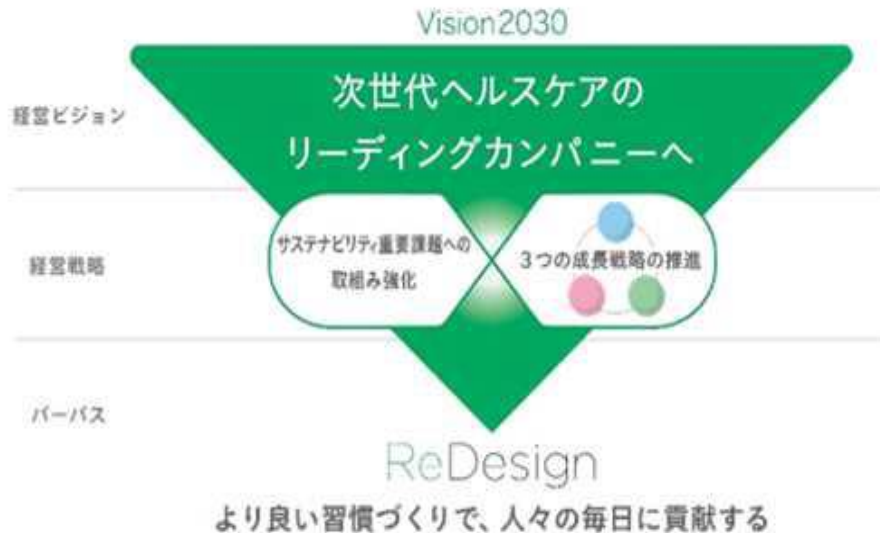 Vision2030
次世代ヘルスケアの
リーディングカンパニーへ
経営ビジョン
サステナビリティ重要課題への
取組み強化
3つの成長戦略の推進
経営戦略
パーパス
ReDesign
より良い習慣づくりで、人々の毎日に貢献する